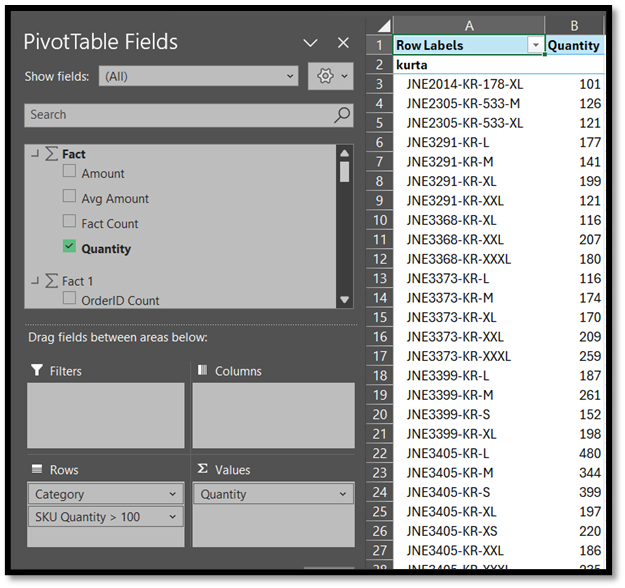 PivotTable Fields
Show fields: (All)
Search
Fact
Amount
Avg Amount
Fact Count
Quantity
Fact 1
OrderID Count
Drag fields between areas below:
Filters
Columns
Rows
Values
Category
SKU Quantity > 100
Quantity
A B
1 Row Labels Quantity
2 kurta
3 JNE2014-KR-178-XL 101
4 JNE2305-KR-533-M 126
5 JNE2305-KR-533-XL 121
6 JNE3291-KR-L 177
7 JNE3291-KR-M 141
8 JNE3291-KR-XL 199
9 JNE3291-KR-XXL 121
10 JNE3368-KR-XL 116
11 JNE3368-KR-XXL 207
12 JNE3368-KR-XXXL 180
13 JNE3373-KR-L 116
14 JNE3373-KR-M 174
15 JNE3373-KR-XL 170
16 JNE3373-KR-XXL 209
17 JNE3373-KR-XXXL 259
18 JNE3399-KR-L 187
19 JNE3399-KR-M 261
20 JNE3399-KR-S 152
21 JNE3399-KR-XL 198
22 JNE3405-KR-L 480
23 JNE3405-KR-M 344
24 JNE3405-KR-S 399
25 JNE3405-KR-XL 197
26 JNE3405-KR-XS 220
27 JNE3405-KR-XXL 186
28 JNE3405-KR-XXXL 235